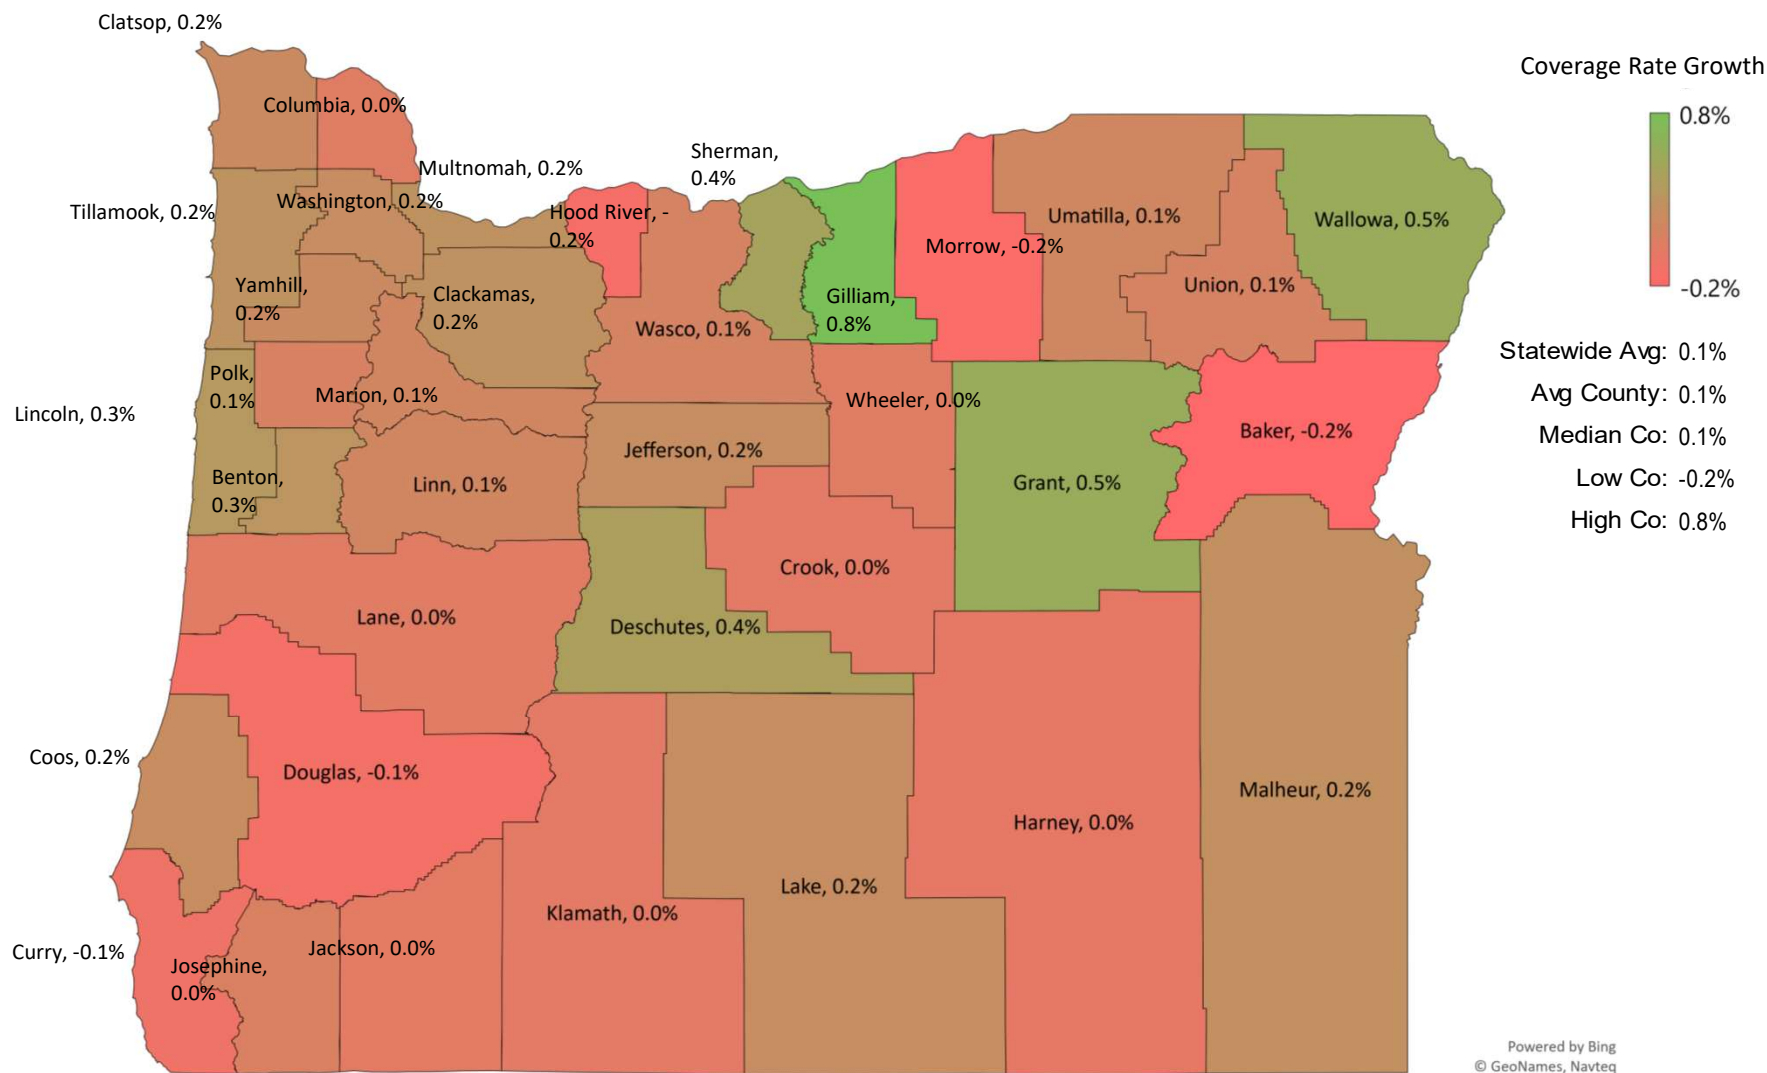 Clatsop, 0.2%
Coverage Rate Growth
Columbia, 0.0%
0.8%
Sherman,
0.4%
Multnomah, 0.2%
Tillamook, 0.2%
Washington, 0.2%
Hood River, -
0.2%
Umatilla, 0.1%
Wallowa, 0.5%
Morrow, -0.2%
Yamhill,
0.2%
Clackamas,
0.2%
Gilliam,
0.8%
Union, 0.1%
-0.2%
Wasco, 0.1%
Statewide Avg: 0.1%
Polk,
0.1%
Marion, 0.1%
Wheeler, 0.0%
Avg County: 0.1%
Lincoln, 0.3%
Baker, -0.2%
Median Co: 0.1%
Jefferson, 0.2%
Benton,
0.3%
Linn, 0.1%
Grant, 0.5%
Low Co: -0.2%
High Co: 0.8%
Crook, 0.0%
Lane, 0.0%
Deschutes, 0.4%
Coos, 0.2%
Douglas, -0.1%
Malheur, 0.2%
Harney, 0.0%
Lake, 0.2%
Klamath, 0.0%
Curry, -0.1%
Jackson, 0.0%
Josephine,
0.0%
Powered by Bing
© GeoNames, Navteq